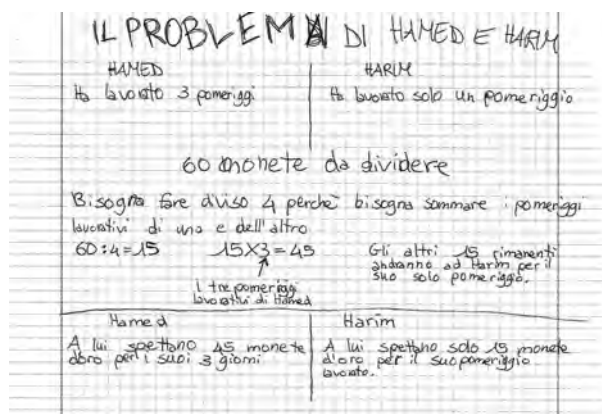 IL PROBLEMA DI HAMED E HARIM
HAMED
Ha lavorato 3 pomeriggi
HARIM
Ha lavorato solo un pomeriggio
60 monete da dividere
Bisogna fare diviso 4 perchè bisogna sommare i pomeriggi
lavorativi di uno e dell'altro
60:4=15
15X3=45
I tre pomeriggi
lavorativi di Hamed
Gli altri 15 rimanenti
andranno ad Harim per il
suo solo pomeriggio.
Hamed
A lui spettano 45 monete
d'oro per i suoi 3 giorni
Harim
A lui spettano solo 15 monete
d'oro per il suo pomeriggio
lavorato.